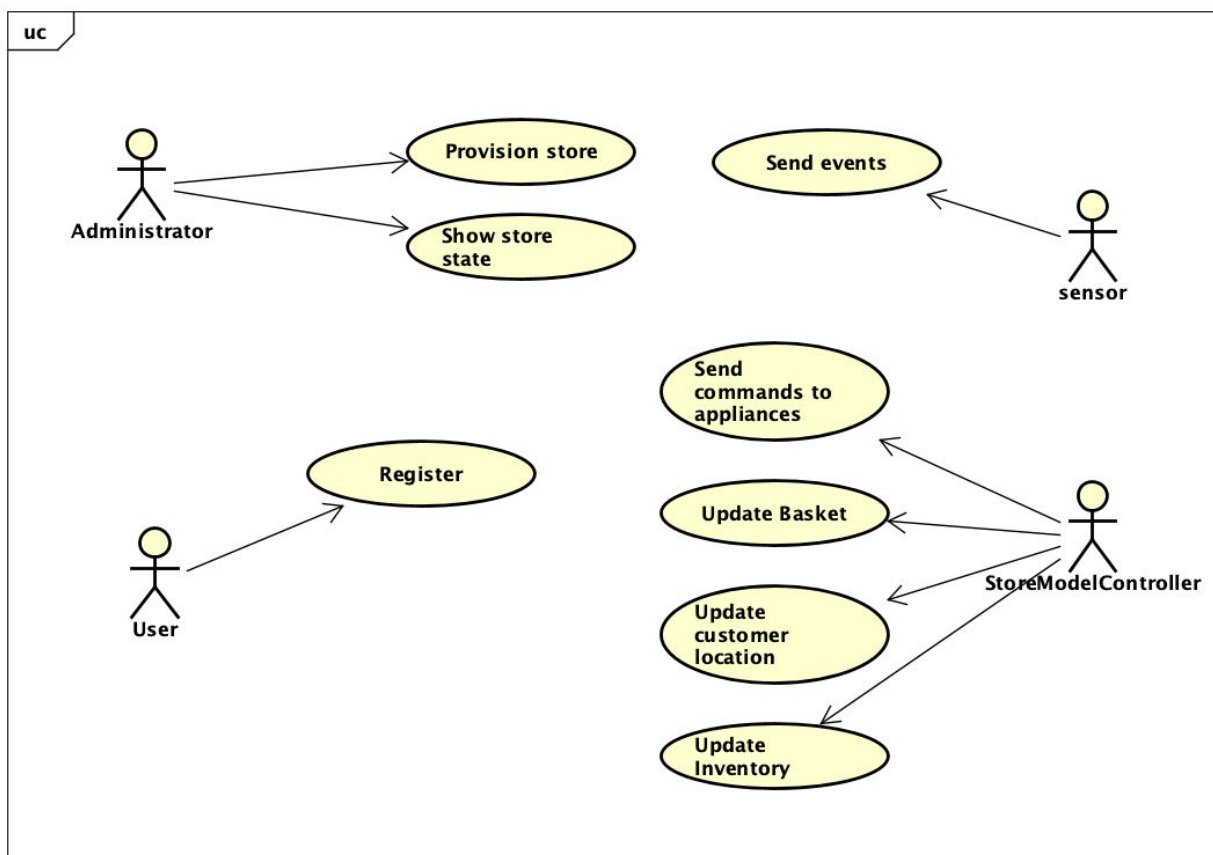 uc
Provision store
Send events
Administrator
Show store
state
sensor
Send
commands to
appliances
Register
Update Basket
StoreModelController
User
Update
customer
location
Update
Inventory